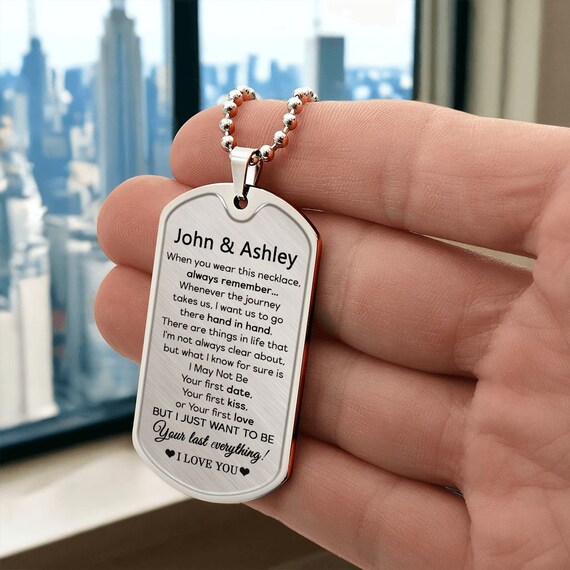 John & Ashley
When you wear this necklace,
always remember...
Whenever the journey
takes us, I want us to go
there hand in hand.
There are things in life that
I'm not always clear about,
but what I know for sure is
I May Not Be
Your first date,
Your first kiss,
or Your first love
BUT I JUST WANT TO BE
Your last everything!
♥ I LOVE YOU ♥